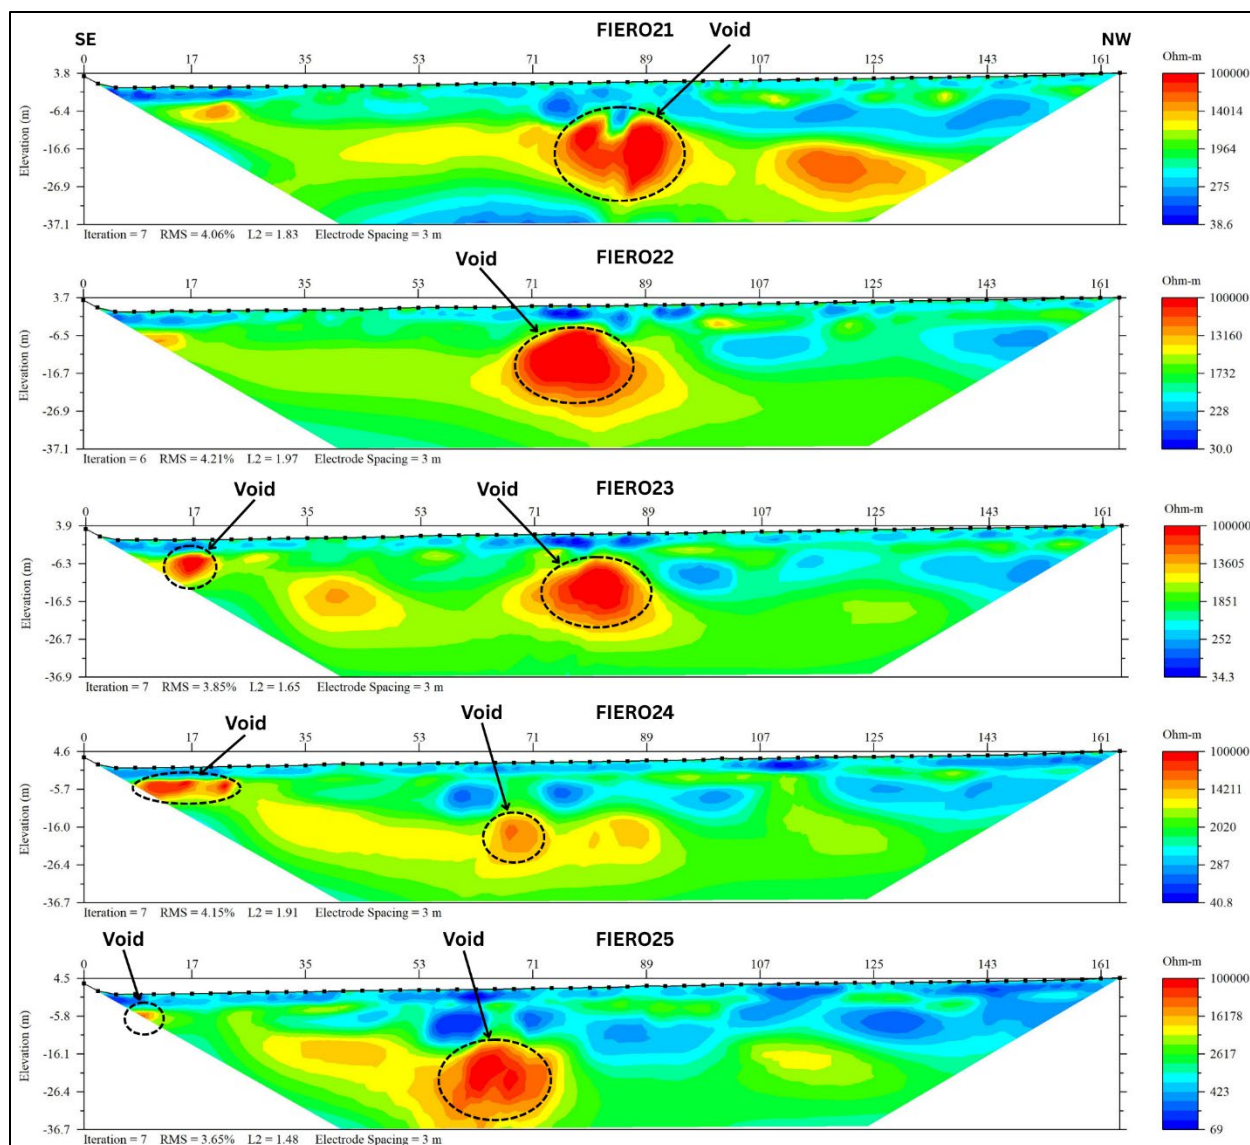 SE FIERO21 Void NW
0 17 35 53 71 89 107 125 143 161 Ohm-m
3.8 100000
-6.4 14014
-16.6 1964
-26.9 275
-37.1 38.6
Elevation (m)
Iteration = 7 RMS = 4.06% L2 = 1.83 Electrode Spacing = 3 m
Void FIERO22
0 17 35 53 71 89 107 125 143 161 Ohm-m
3.7 100000
-6.5 13160
-16.7 1732
-26.9 228
-37.1 30.0
Elevation (m)
Iteration = 6 RMS = 4.21% L2 = 1.97 Electrode Spacing = 3 m
Void Void FIERO23
0 17 35 53 71 89 107 125 143 161 Ohm-m
3.9 100000
-6.3 13605
-16.5 1851
-26.7 252
-36.9 34.3
Elevation (m)
Iteration = 7 RMS = 3.85% L2 = 1.65 Electrode Spacing = 3 m
Void Void FIERO24
0 17 35 53 71 89 107 125 143 161 Ohm-m
4.6 100000
-5.7 14211
-16.0 2020
-26.4 287
-36.7 40.8
Elevation (m)
Iteration = 7 RMS = 4.15% L2 = 1.91 Electrode Spacing = 3 m
Void Void FIERO25
0 17 35 53 71 89 107 125 143 161 Ohm-m
4.5 100000
-5.8 16178
-16.1 2617
-26.4 423
-36.7 69
Elevation (m)
Iteration = 7 RMS = 3.65% L2 = 1.48 Electrode Spacing = 3 m